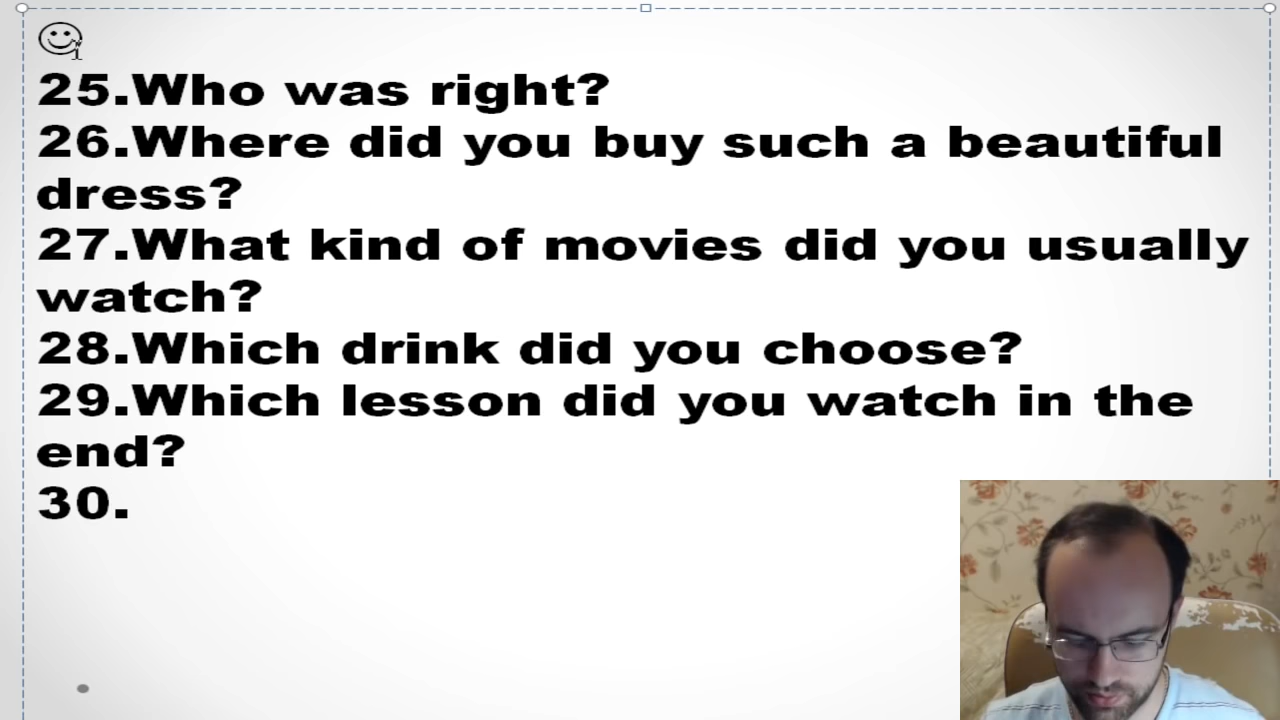 25.Who was right?
26.Where did you buy such a beautiful
dress?
27.What kind of movies did you usually
watch?
28.Which drink did you choose?
29.Which lesson did you watch in the
end?
30.